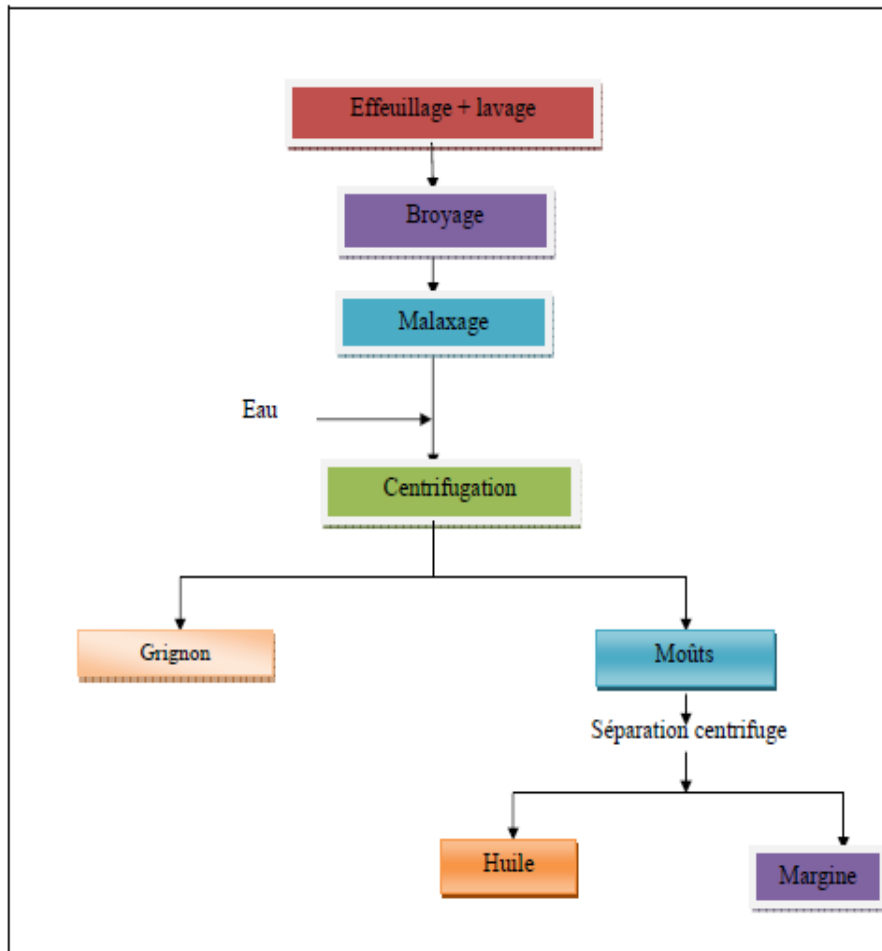 Effeuillage + lavage
Broyage
Malaxage
Eau
Centrifugation
Grignon
Moûts
Séparation centrifuge
Huile
Margine